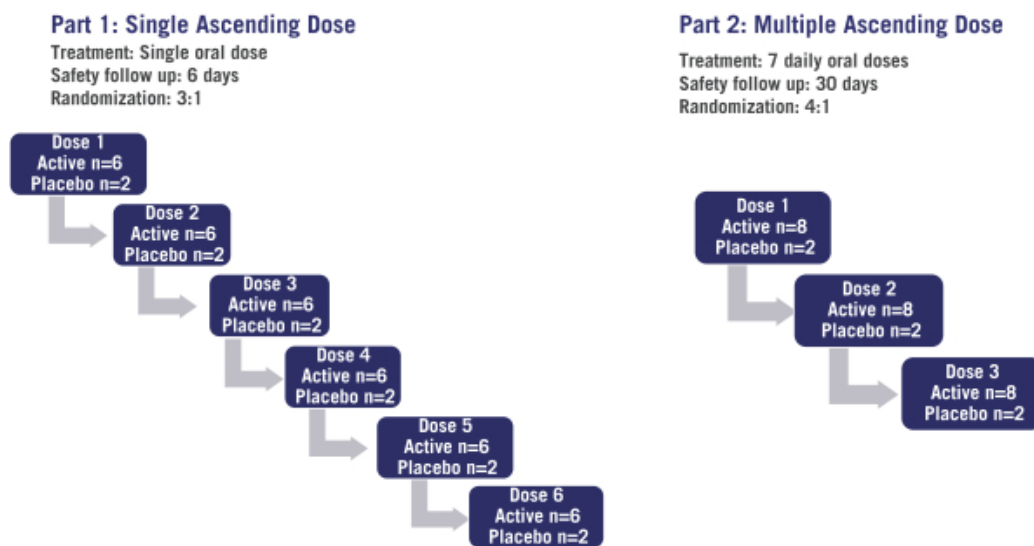 Part 1: Single Ascending Dose
Treatment: Single oral dose
Safety follow up: 6 days
Randomization: 3:1
Dose 1
Active n=6
Placebo n=2
Dose 2
Active n=6
Placebo n=2
Dose 3
Active n=6
Placebo n=2
Dose 4
Active n=6
Placebo n=2
Dose 5
Active n=6
Placebo n=2
Dose 6
Active n=6
Placebo n=2
Part 2: Multiple Ascending Dose
Treatment: 7 daily oral doses
Safety follow up: 30 days
Randomization: 4:1
Dose 1
Active n=8
Placebo n=2
Dose 2
Active n=8
Placebo n=2
Dose 3
Active n=8
Placebo n=2